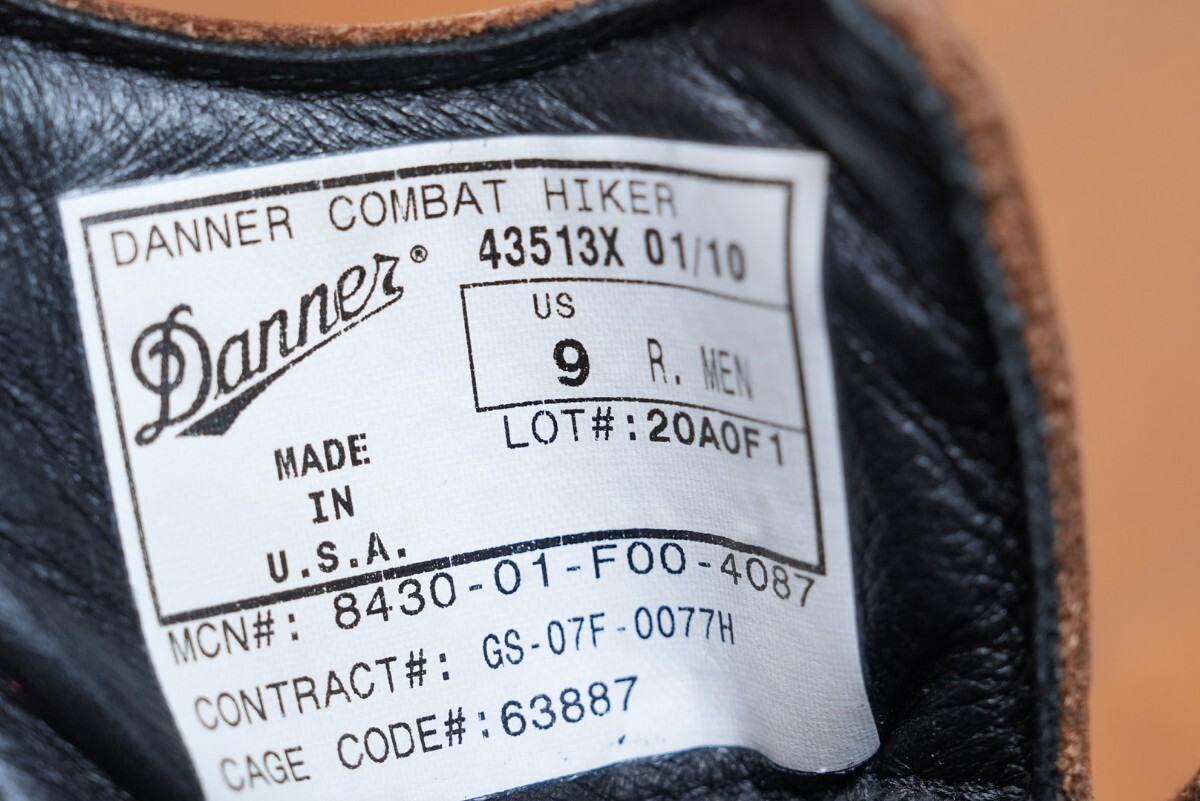 DANNER COMBAT HIKER
Danner® 43513X 01/10
US
9 R. MEN
LOT#:20A0F1
MADE
IN
U.S.A.
MCN#: 8430-01-F00-4087
CONTRACT#: GS-07F-0077H
CAGE CODE#:63887